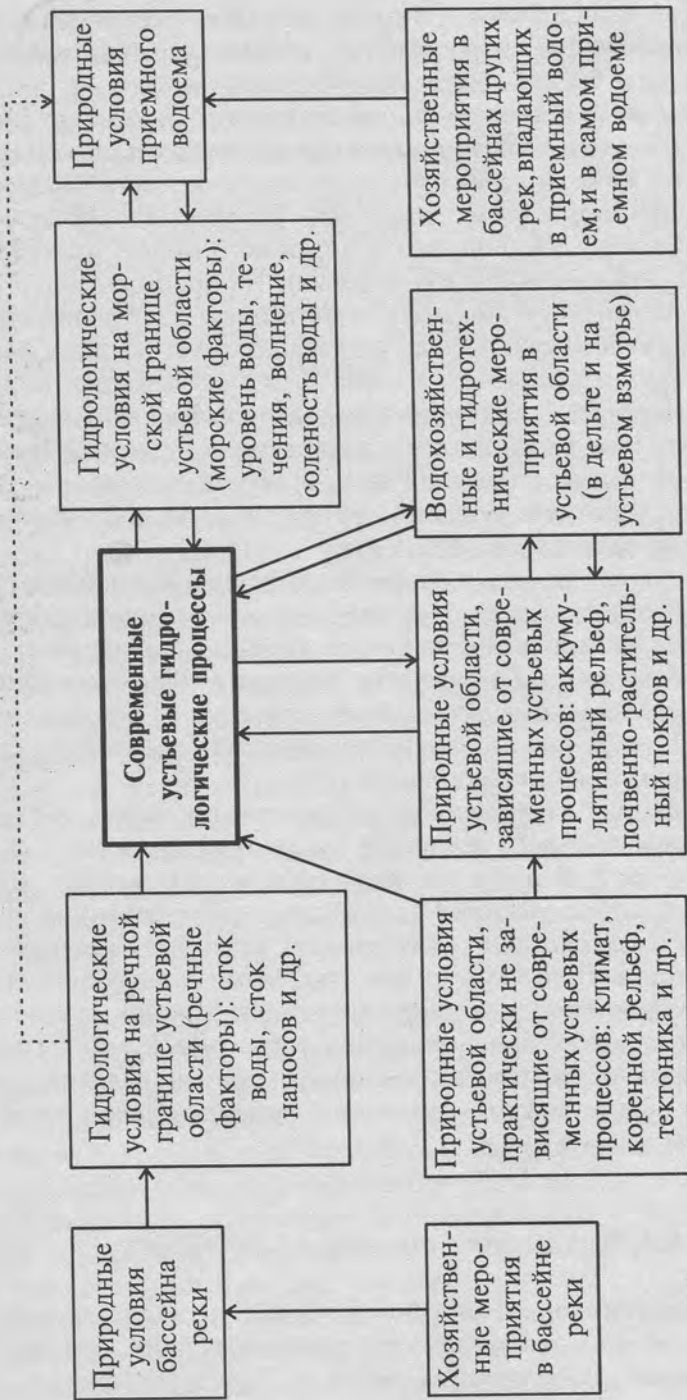 Природные
условия
бассейна
реки
Гидрологические
условия на речной
границе устьевой
области (речные
факторы): сток
воды, сток
наносов и др.
Современные
устьевые гидро-
логические процессы
Гидрологические
условия на мор-
ской границе
устьевой области
(морские факторы):
уровень воды, те-
чения, волнение,
соленость воды и др.
Природные
условия
приемного
водоема
Хозяйствен-
ные меро-
приятия
в бассейне
реки
Природные условия
устьевой области,
практически не за-
висящие от совре-
менных устьевых
процессов: климат,
коренной рельеф,
тектоника и др.
Природные условия
устьевой области,
зависящие от совре-
менных устьевых
процессов: аккуму-
лятивный рельеф,
почвенно-раститель-
ный покров и др.
Водохозяйствен-
ные и гидротех-
нические меро-
приятия в
устьевой области
(в дельте и на
устьевом взморье)
Хозяйственные
мероприятия в
бассейнах других
рек, впадающих
в приемный водо-
ем, и в самом при-
емном водоеме